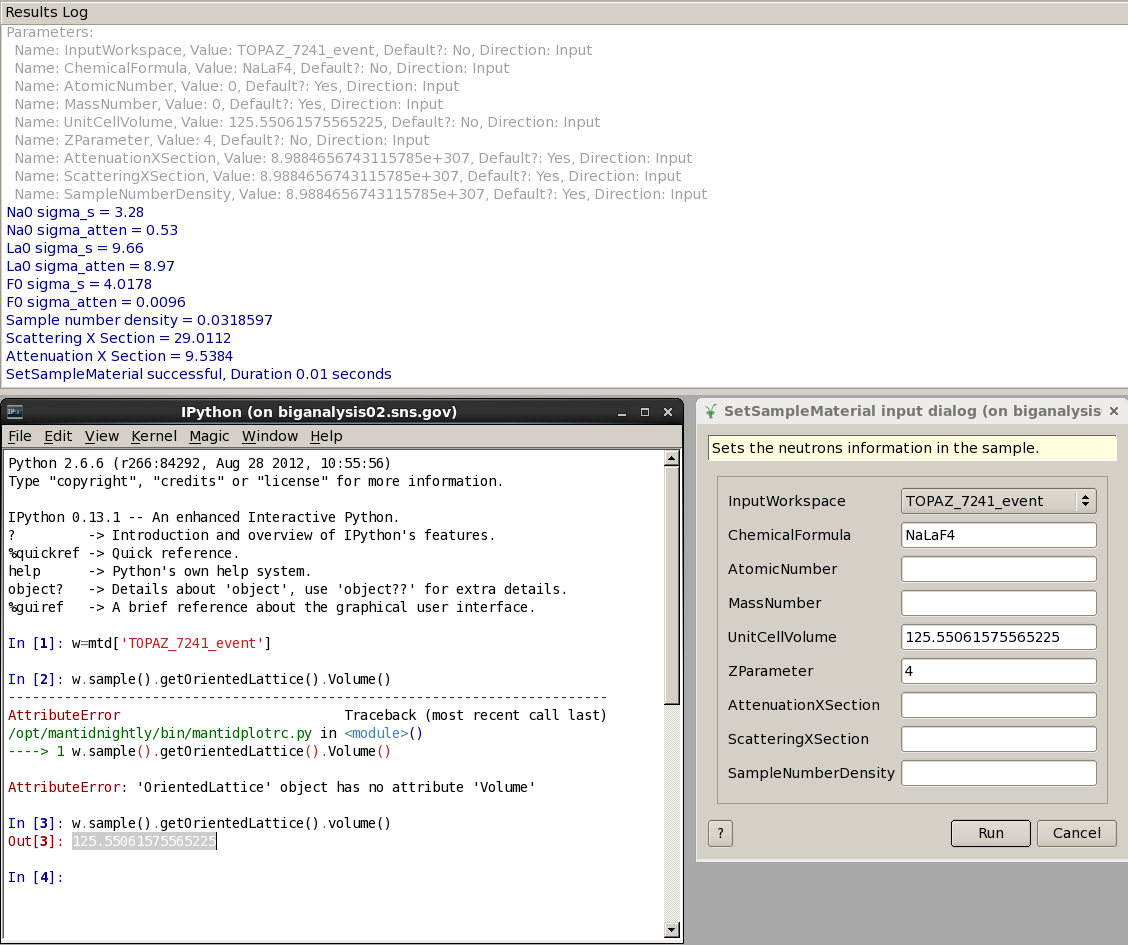 Results Log
Parameters:
Name: InputWorkspace, Value: TOPAZ_7241_event, Default?: No, Direction: Input
Name: ChemicalFormula, Value: NaLaF4, Default?: No, Direction: Input
Name: AtomicNumber, Value: 0, Default?: Yes, Direction: Input
Name: MassNumber, Value: 0, Default?: Yes, Direction: Input
Name: UnitCellVolume, Value: 125.55061575565225, Default?: No, Direction: Input
Name: ZParameter, Value: 4, Default?: No, Direction: Input
Name: AttenuationXSection, Value: 8.9884656743115785e+307, Default?: Yes, Direction: Input
Name: ScatteringXSection, Value: 8.9884656743115785e+307, Default?: Yes, Direction: Input
Name: SampleNumberDensity, Value: 8.9884656743115785e+307, Default?: Yes, Direction: Input
Na0 sigma_s = 3.28
Na0 sigma_atten = 0.53
La0 sigma_s = 9.66
La0 sigma_atten = 8.97
F0 sigma_s = 4.0178
F0 sigma_atten = 0.0096
Sample number density = 0.0318597
Scattering X Section = 29.0112
Attenuation X Section = 9.5384
SetSampleMaterial successful, Duration 0.01 seconds
IPython (on biganalysis02.sns.gov)
File Edit View Kernel Magic Window Help
Python 2.6.6 (r266:84292, Aug 28 2012, 10:55:56)
Type "copyright", "credits" or "license" for more information.
IPython 0.13.1 -- An enhanced Interactive Python.
? -> Introduction and overview of IPython's features.
%quickref -> Quick reference.
help -> Python's own help system.
object? -> Details about 'object', use 'object??' for extra details.
%guiref -> A brief reference about the graphical user interface.
In [1]: w=mtd['TOPAZ_7241_event']
In [2]: w.sample().getOrientedLattice().Volume()
---------------------------------------------------------------------------
AttributeError Traceback (most recent call last)
/opt/mantidnightly/bin/mantidplotrc.py in <module>()
----> 1 w.sample().getOrientedLattice().Volume()
AttributeError: 'OrientedLattice' object has no attribute 'Volume'
In [3]: w.sample().getOrientedLattice().volume()
Out[3]: 125.55061575565225
In [4]:
SetSampleMaterial input dialog (on biganalysis
Sets the neutrons information in the sample.
InputWorkspace TOPAZ_7241_event
ChemicalFormula NaLaF4
AtomicNumber
MassNumber
UnitCellVolume 125.55061575565225
ZParameter 4
AttenuationXSection
ScatteringXSection
SampleNumberDensity
? Run Cancel